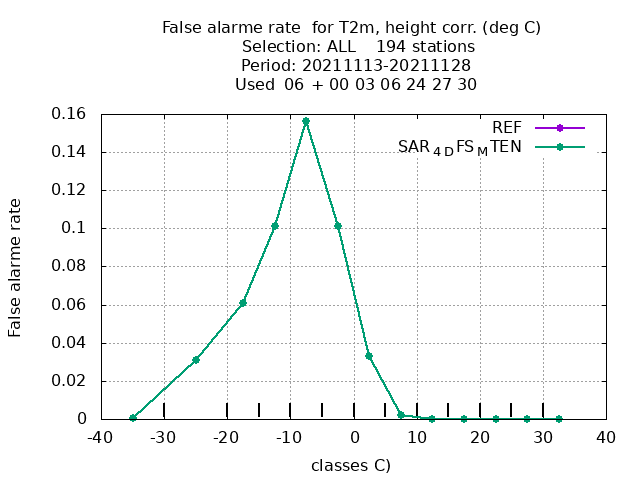 False alarme rate  for T2m, height corr. (deg C)
Selection: ALL    194 stations
Period: 20211113-20211128
Used  06 + 00 03 06 24 27 30
REF
SAR4DFSMTEN
False alarme rate
0.16
0.14
0.12
0.1
0.08
0.06
0.04
0.02
0
-40 -30 -20 -10 0 10 20 30 40
classes C)